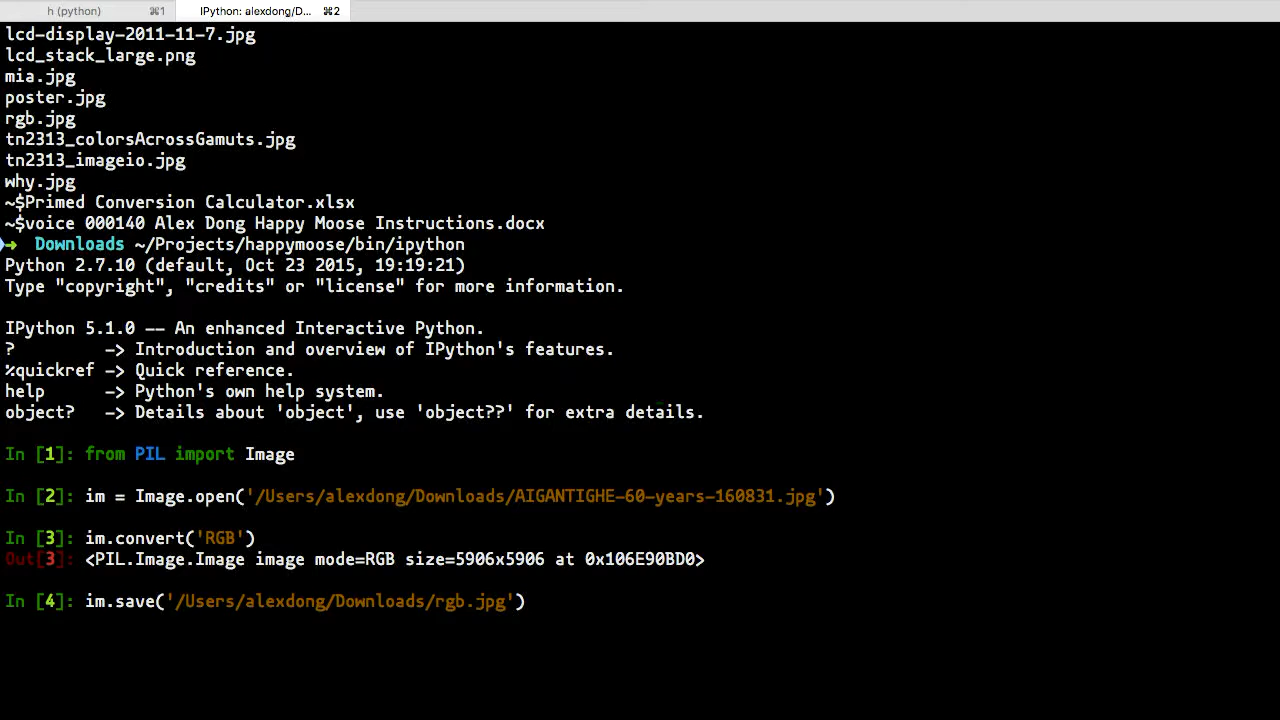 h (python) ⌘1 IPython: alexdong/D... ⌘2
lcd-display-2011-11-7.jpg
lcd_stack_large.png
mia.jpg
poster.jpg
rgb.jpg
tn2313_colorsAcrossGamuts.jpg
tn2313_imageio.jpg
why.jpg
~$Primed Conversion Calculator.xlsx
~$voice 000140 Alex Dong Happy Moose Instructions.docx
➜  Downloads ~/Projects/happymoose/bin/ipython
Python 2.7.10 (default, Oct 23 2015, 19:19:21)
Type "copyright", "credits" or "license" for more information.
IPython 5.1.0 -- An enhanced Interactive Python.
?         -> Introduction and overview of IPython's features.
%quickref -> Quick reference.
help      -> Python's own help system.
object?   -> Details about 'object', use 'object??' for extra details.
In [1]: from PIL import Image
In [2]: im = Image.open('/Users/alexdong/Downloads/AIGANTIGHE-60-years-160831.jpg')
In [3]: im.convert('RGB')
Out[3]: <PIL.Image.Image image mode=RGB size=5906x5906 at 0x106E90BD0>
In [4]: im.save('/Users/alexdong/Downloads/rgb.jpg')